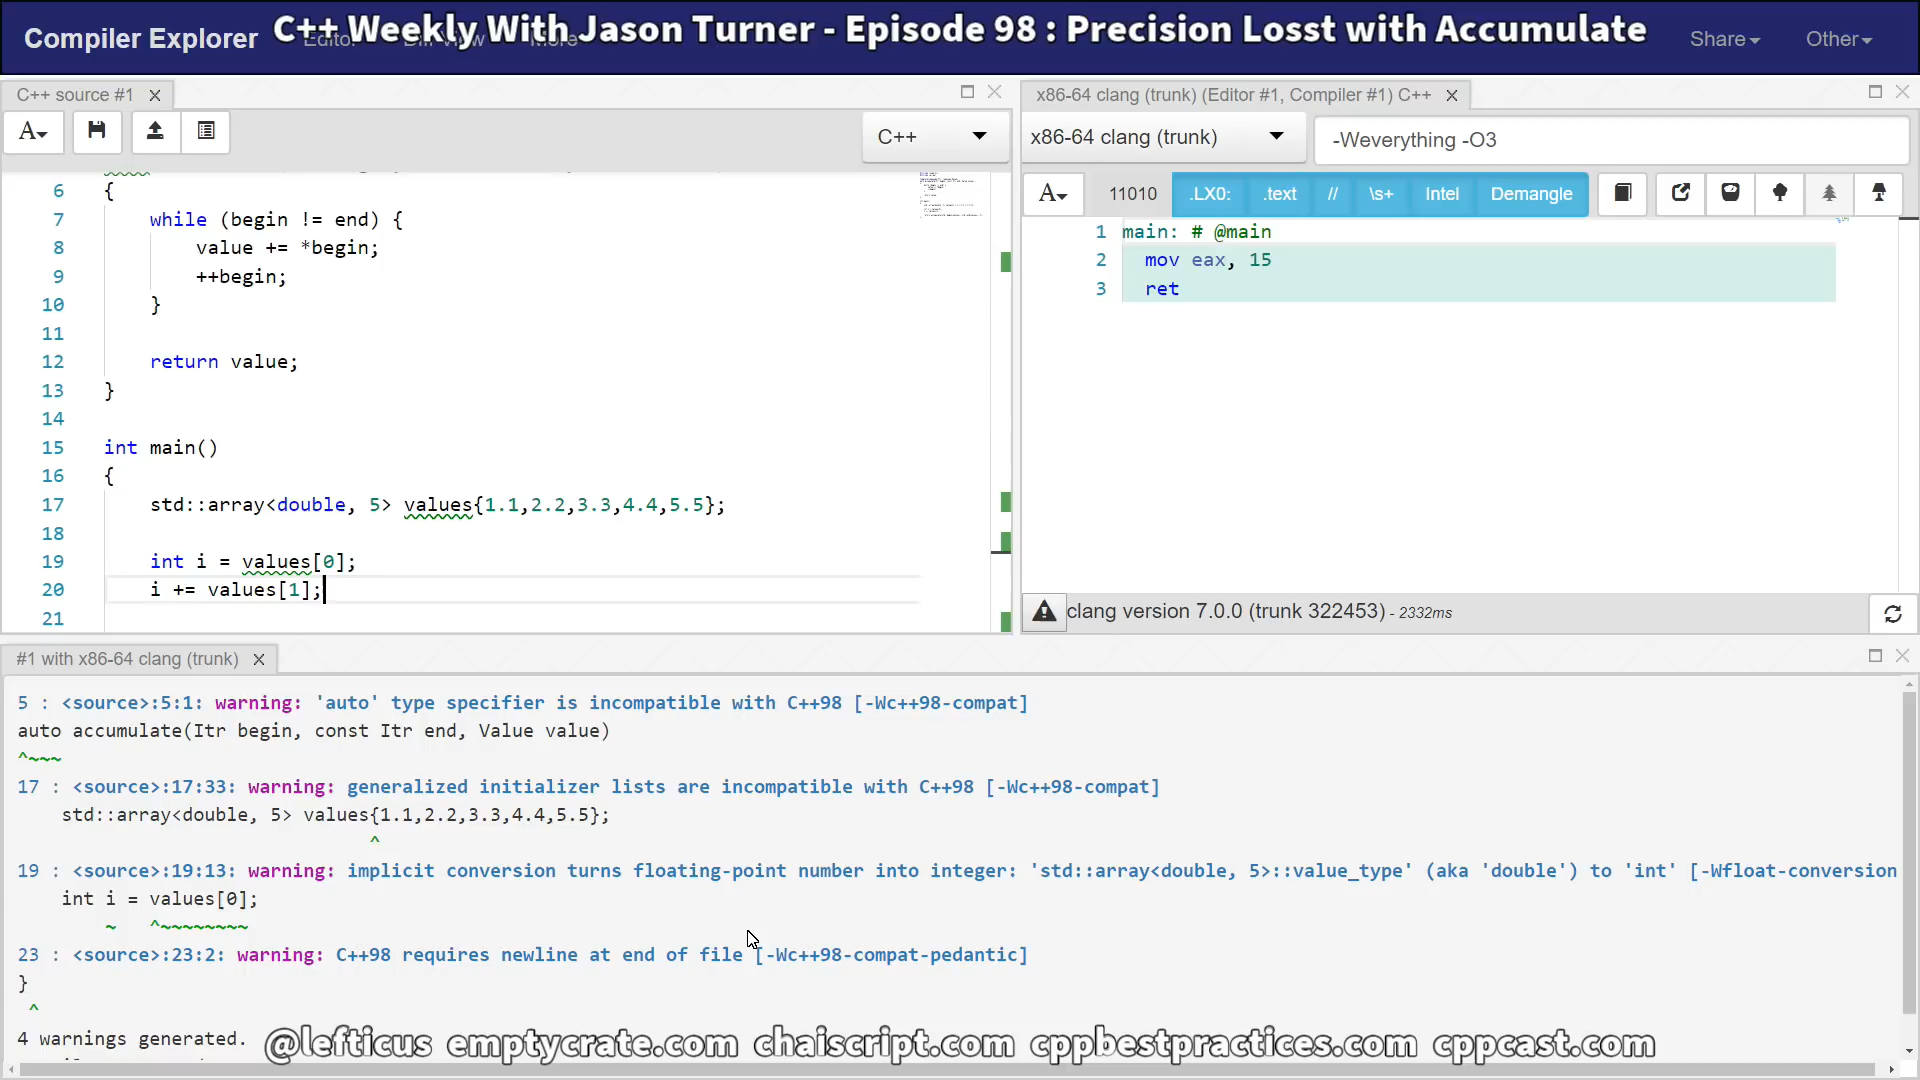 C++ Weekly With Jason Turner - Episode 98 : Precision Losst with Accumulate
Compiler Explorer
Share
Other
C++ source #1
x86-64 clang (trunk) (Editor #1, Compiler #1) C++
A
C++
x86-64 clang (trunk)
-Weverything -O3
A
11010
.LX0:
.text
//
\s+
Intel
Demangle
6 {
7 while (begin != end) {
8 value += *begin;
9 ++begin;
10 }
11
12 return value;
13 }
14
15 int main()
16 {
17 std::array<double, 5> values{1.1,2.2,3.3,4.4,5.5};
18
19 int i = values[0];
20 i += values[1];
21
1 main: # @main
2 mov eax, 15
3 ret
clang version 7.0.0 (trunk 322453) - 2332ms
#1 with x86-64 clang (trunk)
5 : <source>:5:1: warning: 'auto' type specifier is incompatible with C++98 [-Wc++98-compat]
auto accumulate(Itr begin, const Itr end, Value value)
^~~~
17 : <source>:17:33: warning: generalized initializer lists are incompatible with C++98 [-Wc++98-compat]
std::array<double, 5> values{1.1,2.2,3.3,4.4,5.5};
^
19 : <source>:19:13: warning: implicit conversion turns floating-point number into integer: 'std::array<double, 5>::value_type' (aka 'double') to 'int' [-Wfloat-conversion
int i = values[0];
~ ^~~~~~~~~
23 : <source>:23:2: warning: C++98 requires newline at end of file [-Wc++98-compat-pedantic]
}
^
4 warnings generated.
@lefticus emptycrate.com chaiscript.com cppbestpractices.com cppcast.com